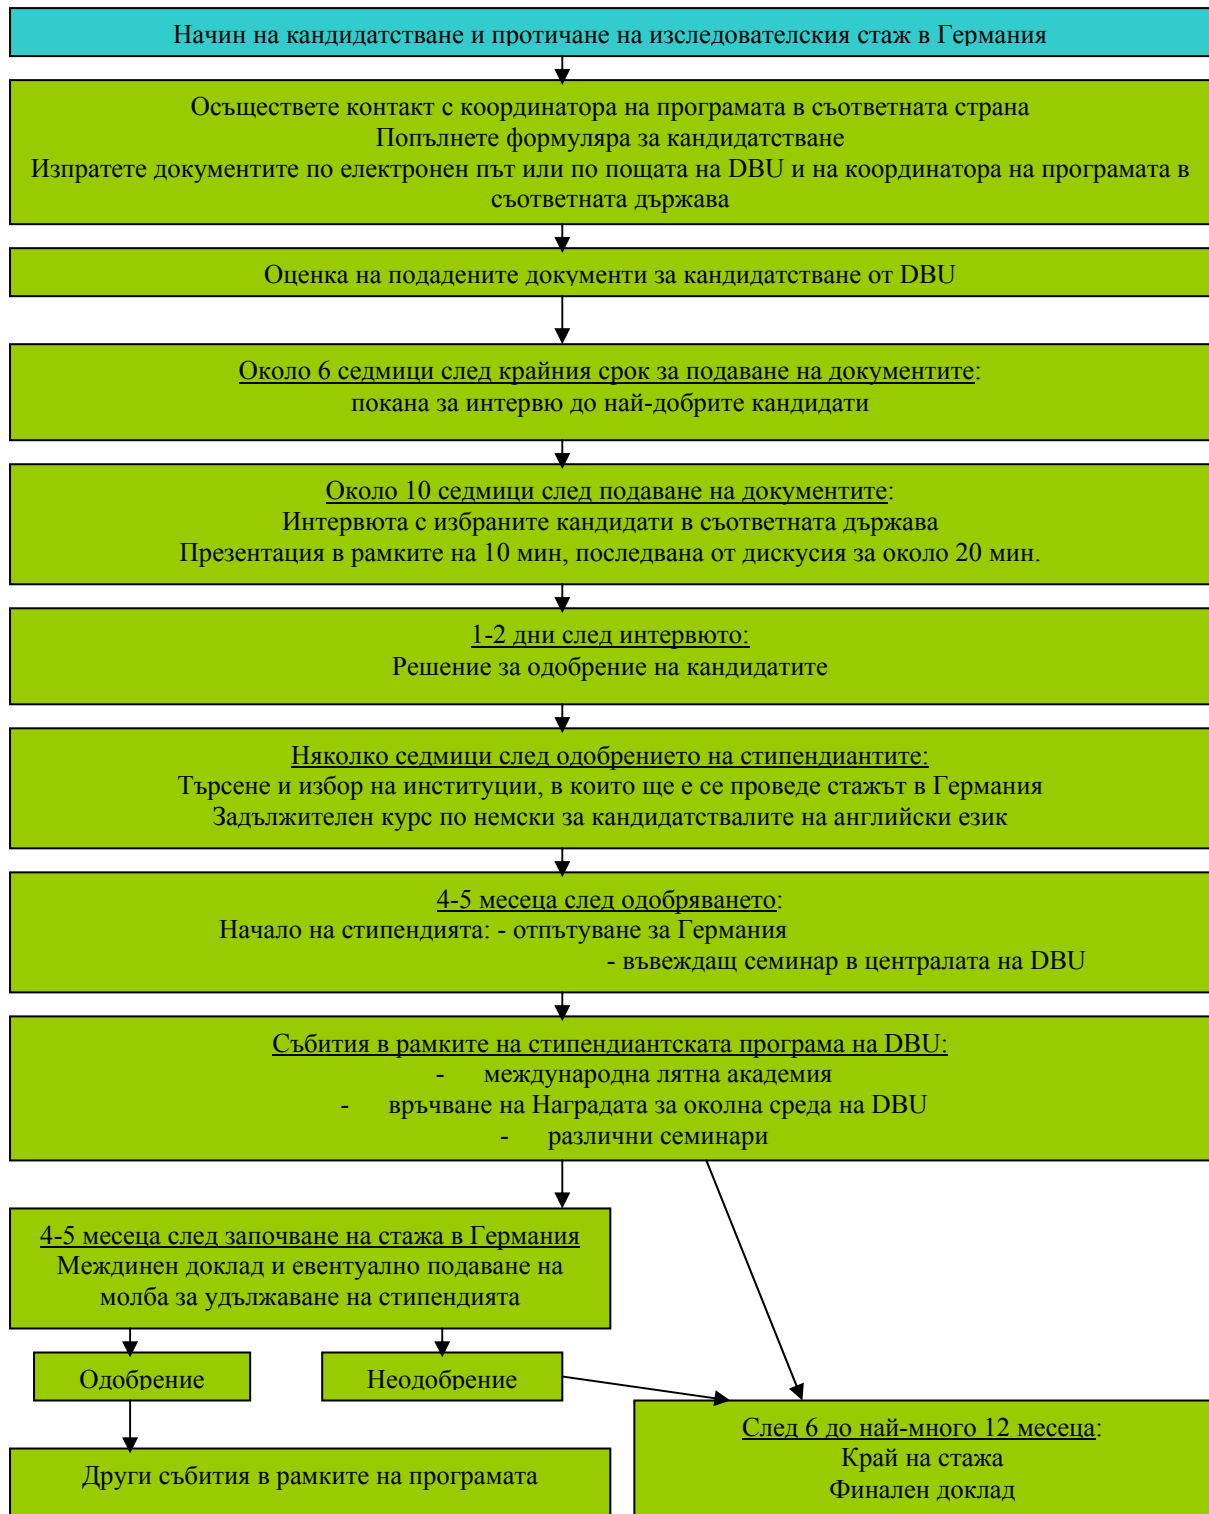 Начин на кандидатстване и протичане на изследователския стаж в Германия
Осъществете контакт с координатора на програмата в съответната страна
Попълнете формуляра за кандидатстване
Изпратете документите по електронен път или по пощата на DBU и на координатора на програмата в
съответната държава
Оценка на подадените документи за кандидатстване от DBU
Около 6 седмици след крайния срок за подаване на документите:
покана за интервю до най-добрите кандидати
Около 10 седмици след подаване на документите:
Интервюта с избраните кандидати в съответната държава
Презентация в рамките на 10 мин, последвана от дискусия за около 20 мин.
1-2 дни след интервюто:
Решение за одобрение на кандидатите
Няколко седмици след одобрението на стипендиантите:
Търсене и избор на институции, в които ще е се проведе стажът в Германия
Задължителен курс по немски за кандидатствалите на английски език
4-5 месеца след одобряването:
Начало на стипендията: - отпътуване за Германия
- въвеждащ семинар в централата на DBU
Събития в рамките на стипендиантската програма на DBU:
- международна лятна академия
- връчване на Наградата за околна среда на DBU
- различни семинари
4-5 месеца след започване на стажа в Германия
Междинен доклад и евентуално подаване на
молба за удължаване на стипендията
Одобрение
Неодобрение
Други събития в рамките на програмата
След 6 до най-много 12 месеца:
Край на стажа
Финален доклад